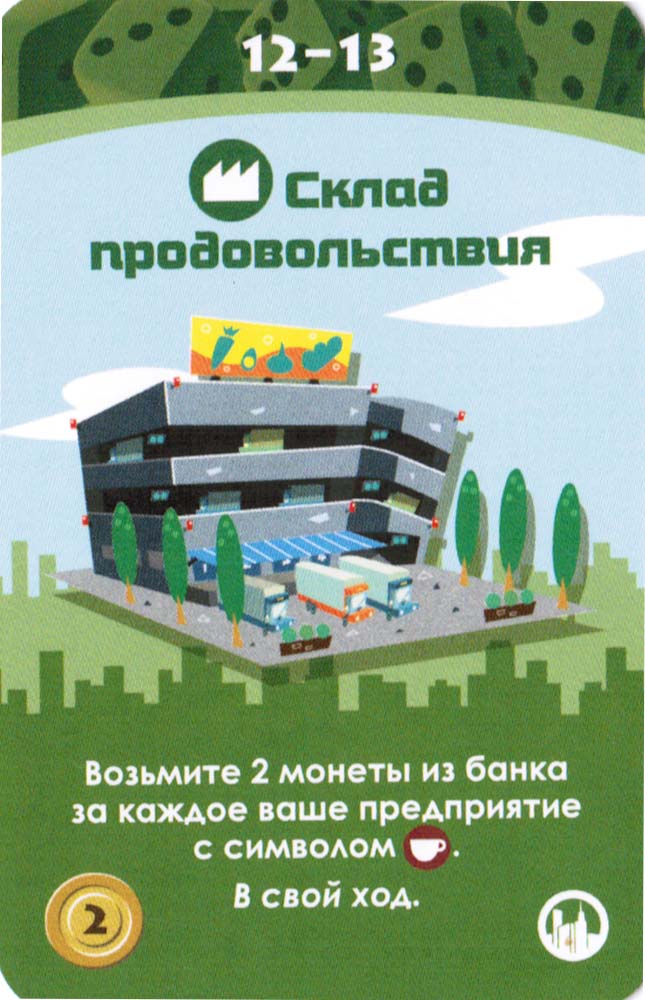 12–13
Склад
продовольствия
Возьмите 2 монеты из банка
за каждое ваше предприятие
с символом .
В свой ход.
2